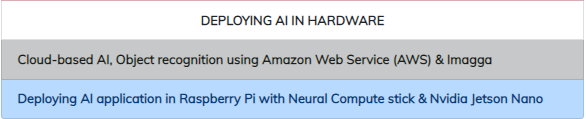 DEPLOYING AI IN HARDWARE
Cloud-based AI, Object recognition using Amazon Web Service (AWS) & Imagga
Deploying AI application in Raspberry Pi with Neural Compute stick & Nvidia Jetson Nano